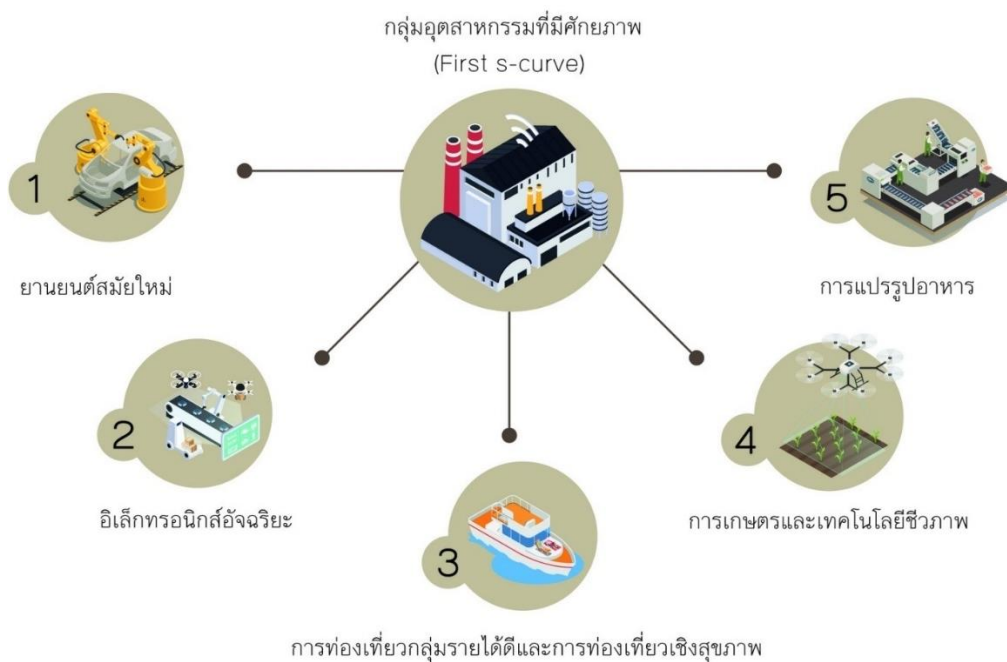 กลุ่มอุตสาหกรรมที่มีศักยภาพ
(First s-curve)
1
ยานยนต์สมัยใหม่
2
อิเล็กทรอนิกส์อัจฉริยะ
3
การท่องเที่ยวกลุ่มรายได้ดีและการท่องเที่ยวเชิงสุขภาพ
4
การเกษตรและเทคโนโลยีชีวภาพ
5
การแปรรูปอาหาร